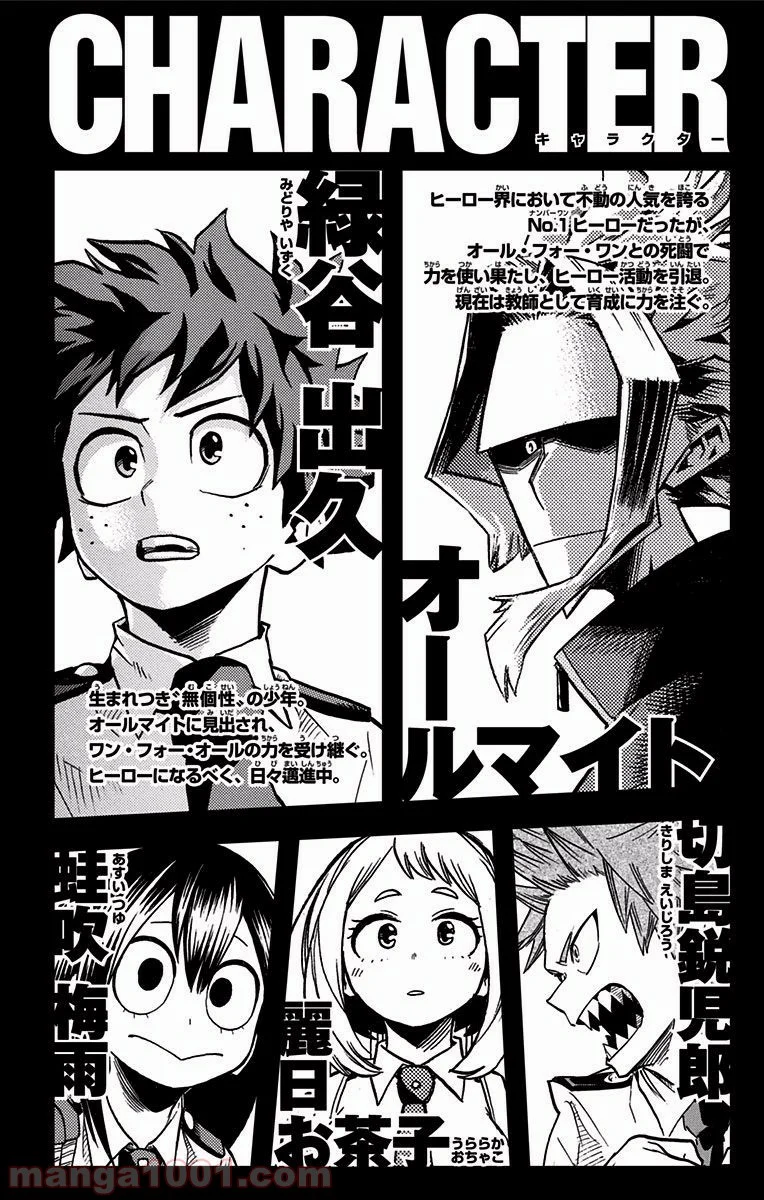 CHARACTER
キャラクター
ヒーロー界において不動の人気を誇る
No.1ヒーローだったが、
オール・フォー・ワンとの死闘で
力を使い果たし、ヒーロー活動を引退。
現在は教師として育成に力を注ぐ。
オールマイト
緑谷 出久
みどりや いずく
生まれつき〝無個性〟の少年。
オールマイトに見出され、
ワン・フォー・オールの力を受け継ぐ。
ヒーローになるべく、日々邁進中。
切島鋭児郎
きりしま えいじろう
麗日
お茶子
うららか
おちゃこ
蛙吹 梅雨
あすいつゆ
manga1001.com